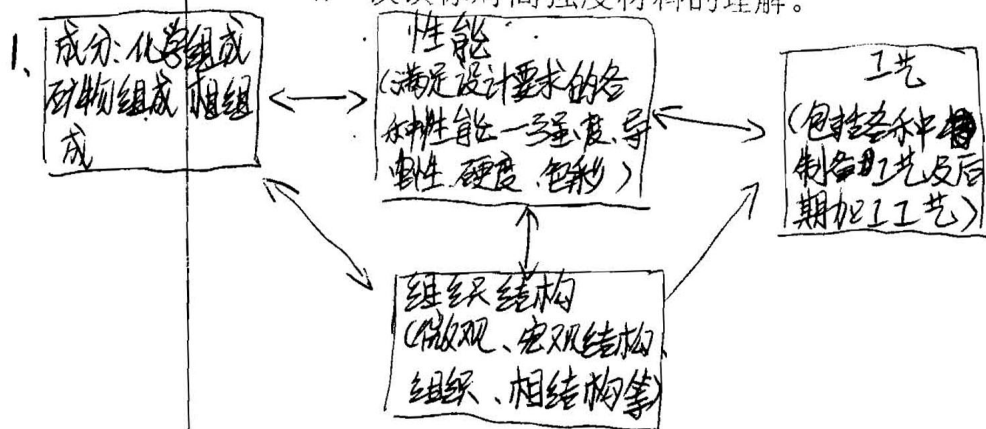 谈谈你对高强度材料的理解。
1、
成分:化学组成
矿物组成 相组
成
性能
(满足设计要求的各
种性能—强度、导
电性、硬度、色彩)
工艺
(包括各种
制备工艺及后
期加工工艺)
组织结构
(微观、宏观结构、
组织、相结构等)